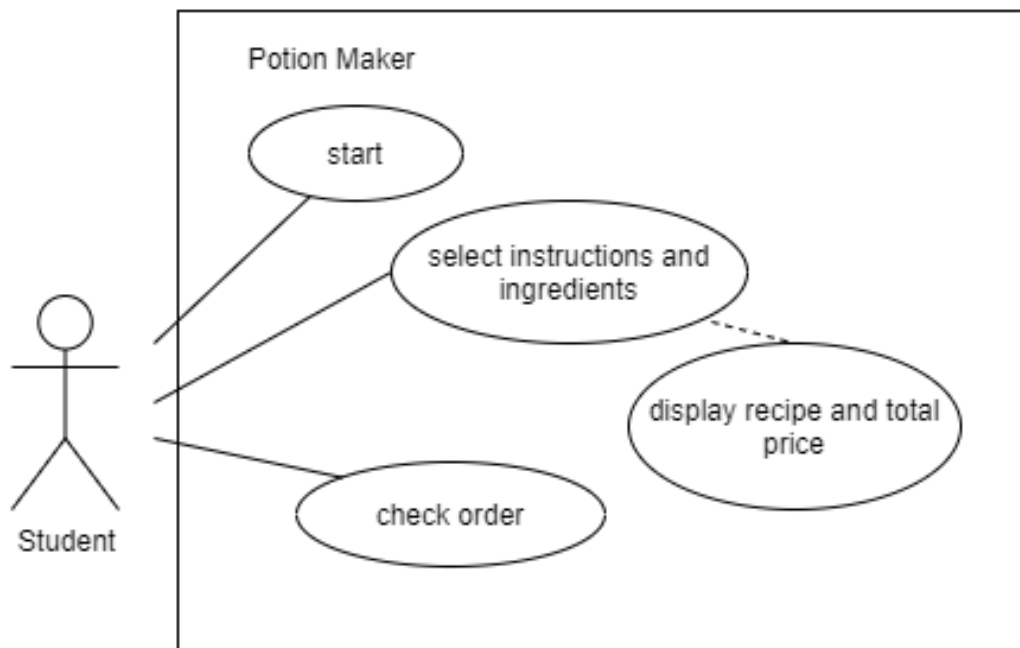 Potion Maker
start
select instructions and
ingredients
display recipe and total
price
check order
Student